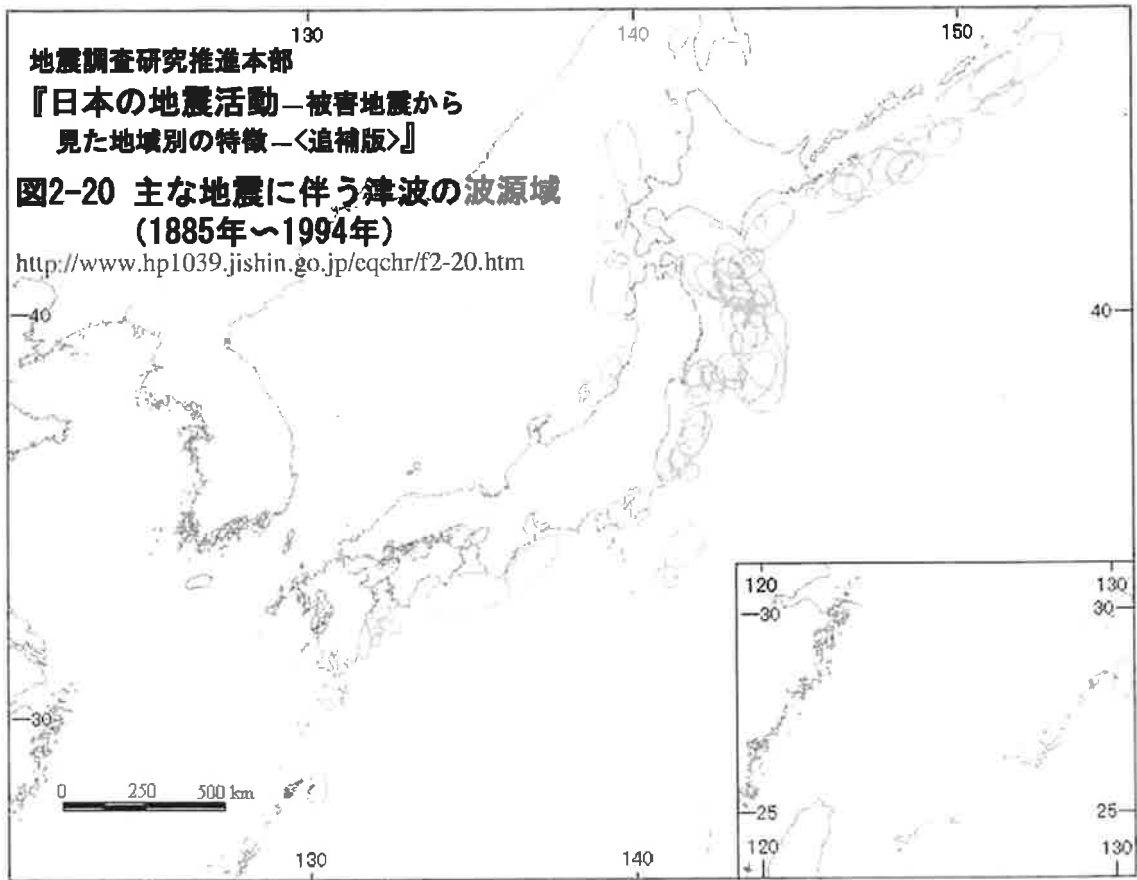 130
140
150
地震調査研究推進本部
『日本の地震活動―被害地震から
見た地域別の特徴―<追補版>』
図2-20 主な地震に伴う津波の波源域
(1885年～1994年)
http://www.hp1039.jishin.go.jp/eqchr/f2-20.htm
40
40
30
0 250 500 km
130
140
120
130
30
30
25
25
120
130